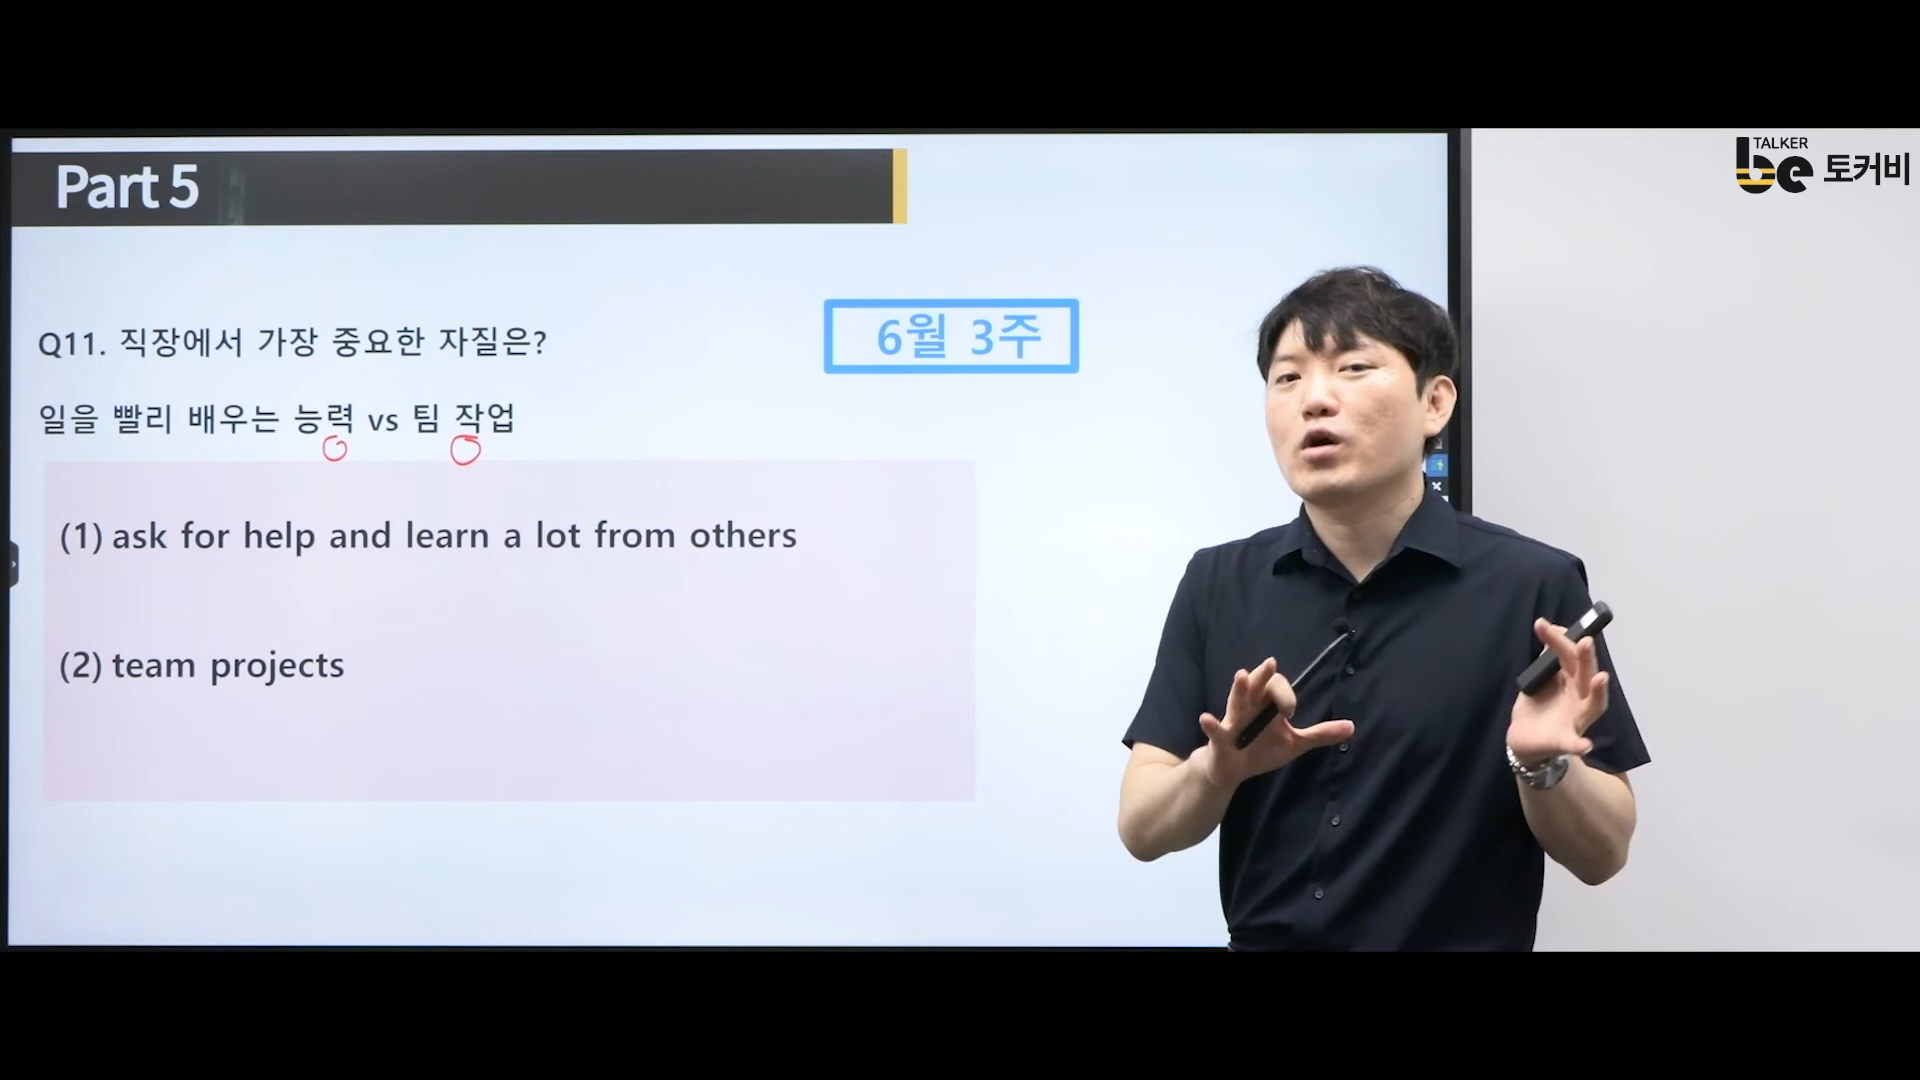 TALKER
be 토커비
Part 5
6월 3주
Q11. 직장에서 가장 중요한 자질은?
일을 빨리 배우는 능력 vs 팀 작업
(1) ask for help and learn a lot from others
(2) team projects